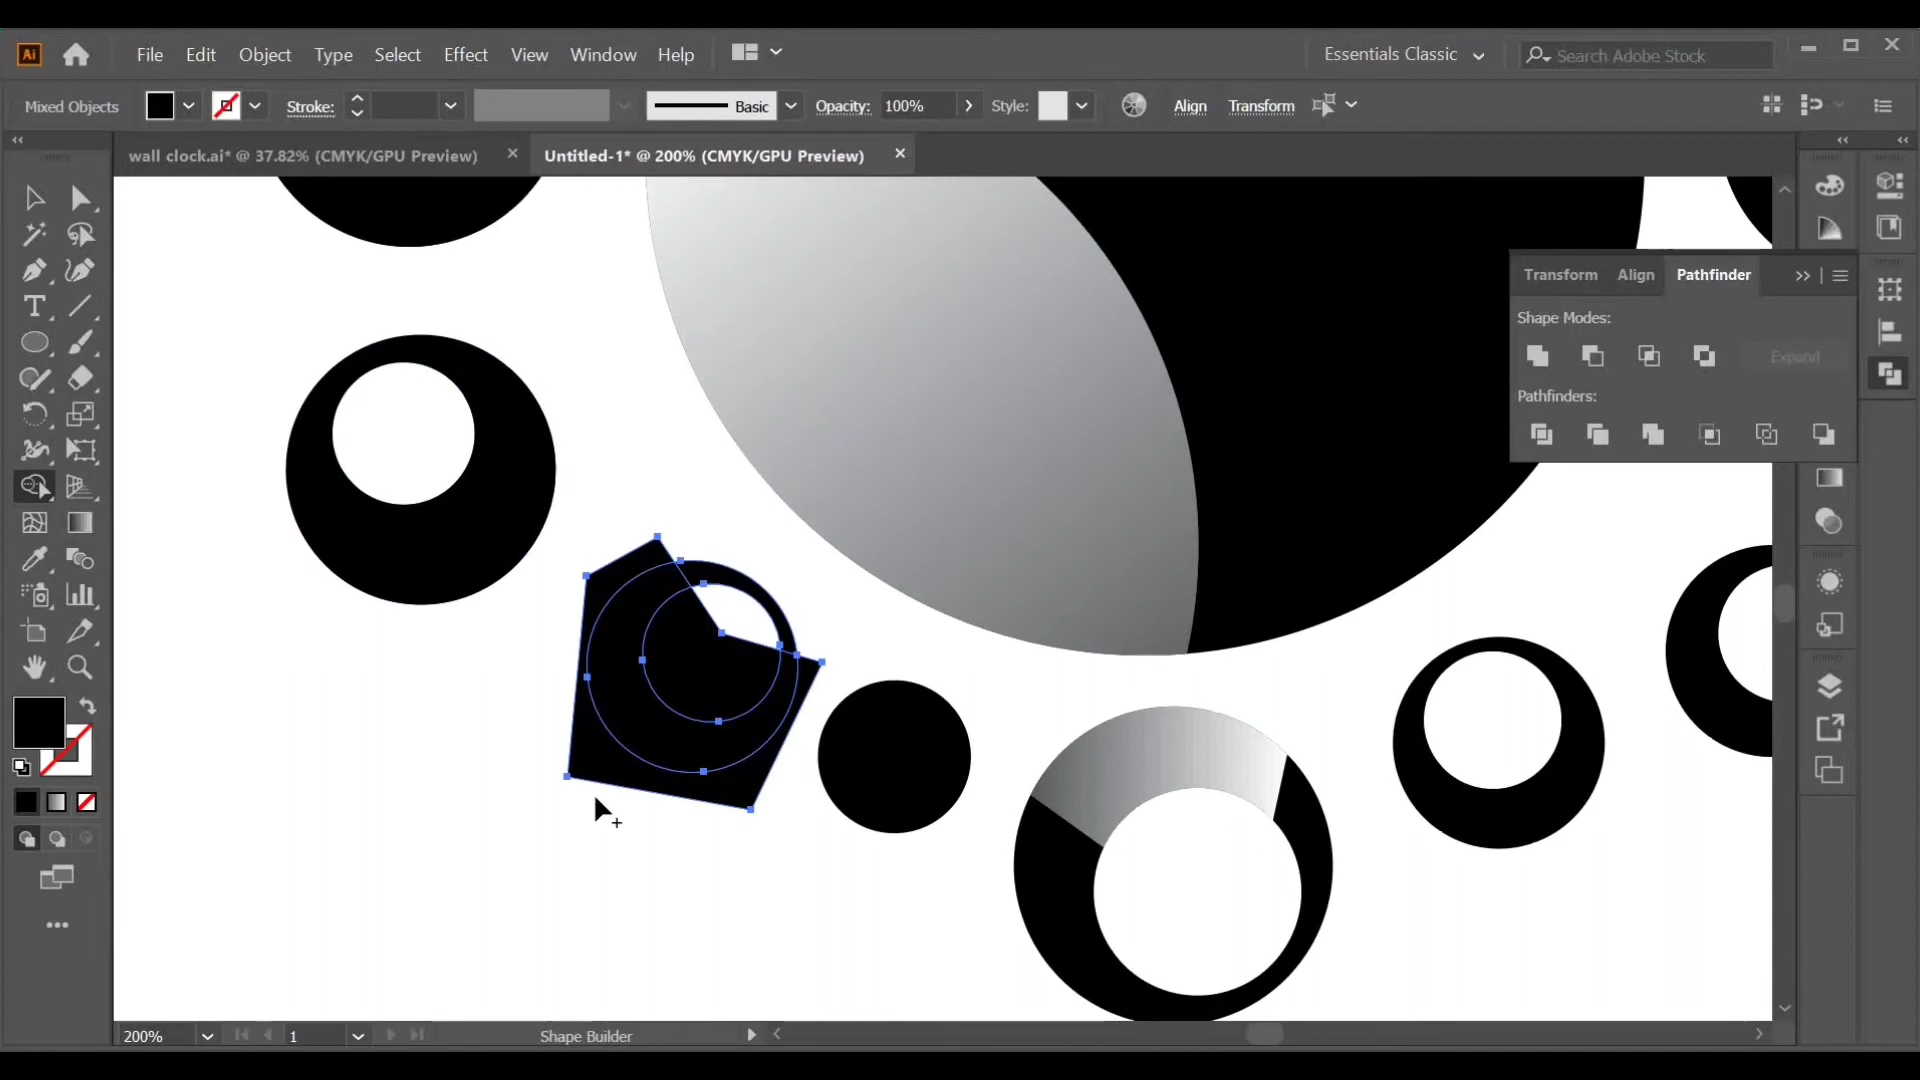 Ai File Edit Object Type Select Effect View Window Help Essentials Classic Search Adobe Stock
Mixed Objects Stroke: Basic Opacity: 100% Style: Align Transform
wall clock.ai* @ 37.82% (CMYK/GPU Preview) Untitled-1* @ 200% (CMYK/GPU Preview)
Transform Align Pathfinder
Shape Modes:
Expand
Pathfinders:
200% 1 Shape Builder